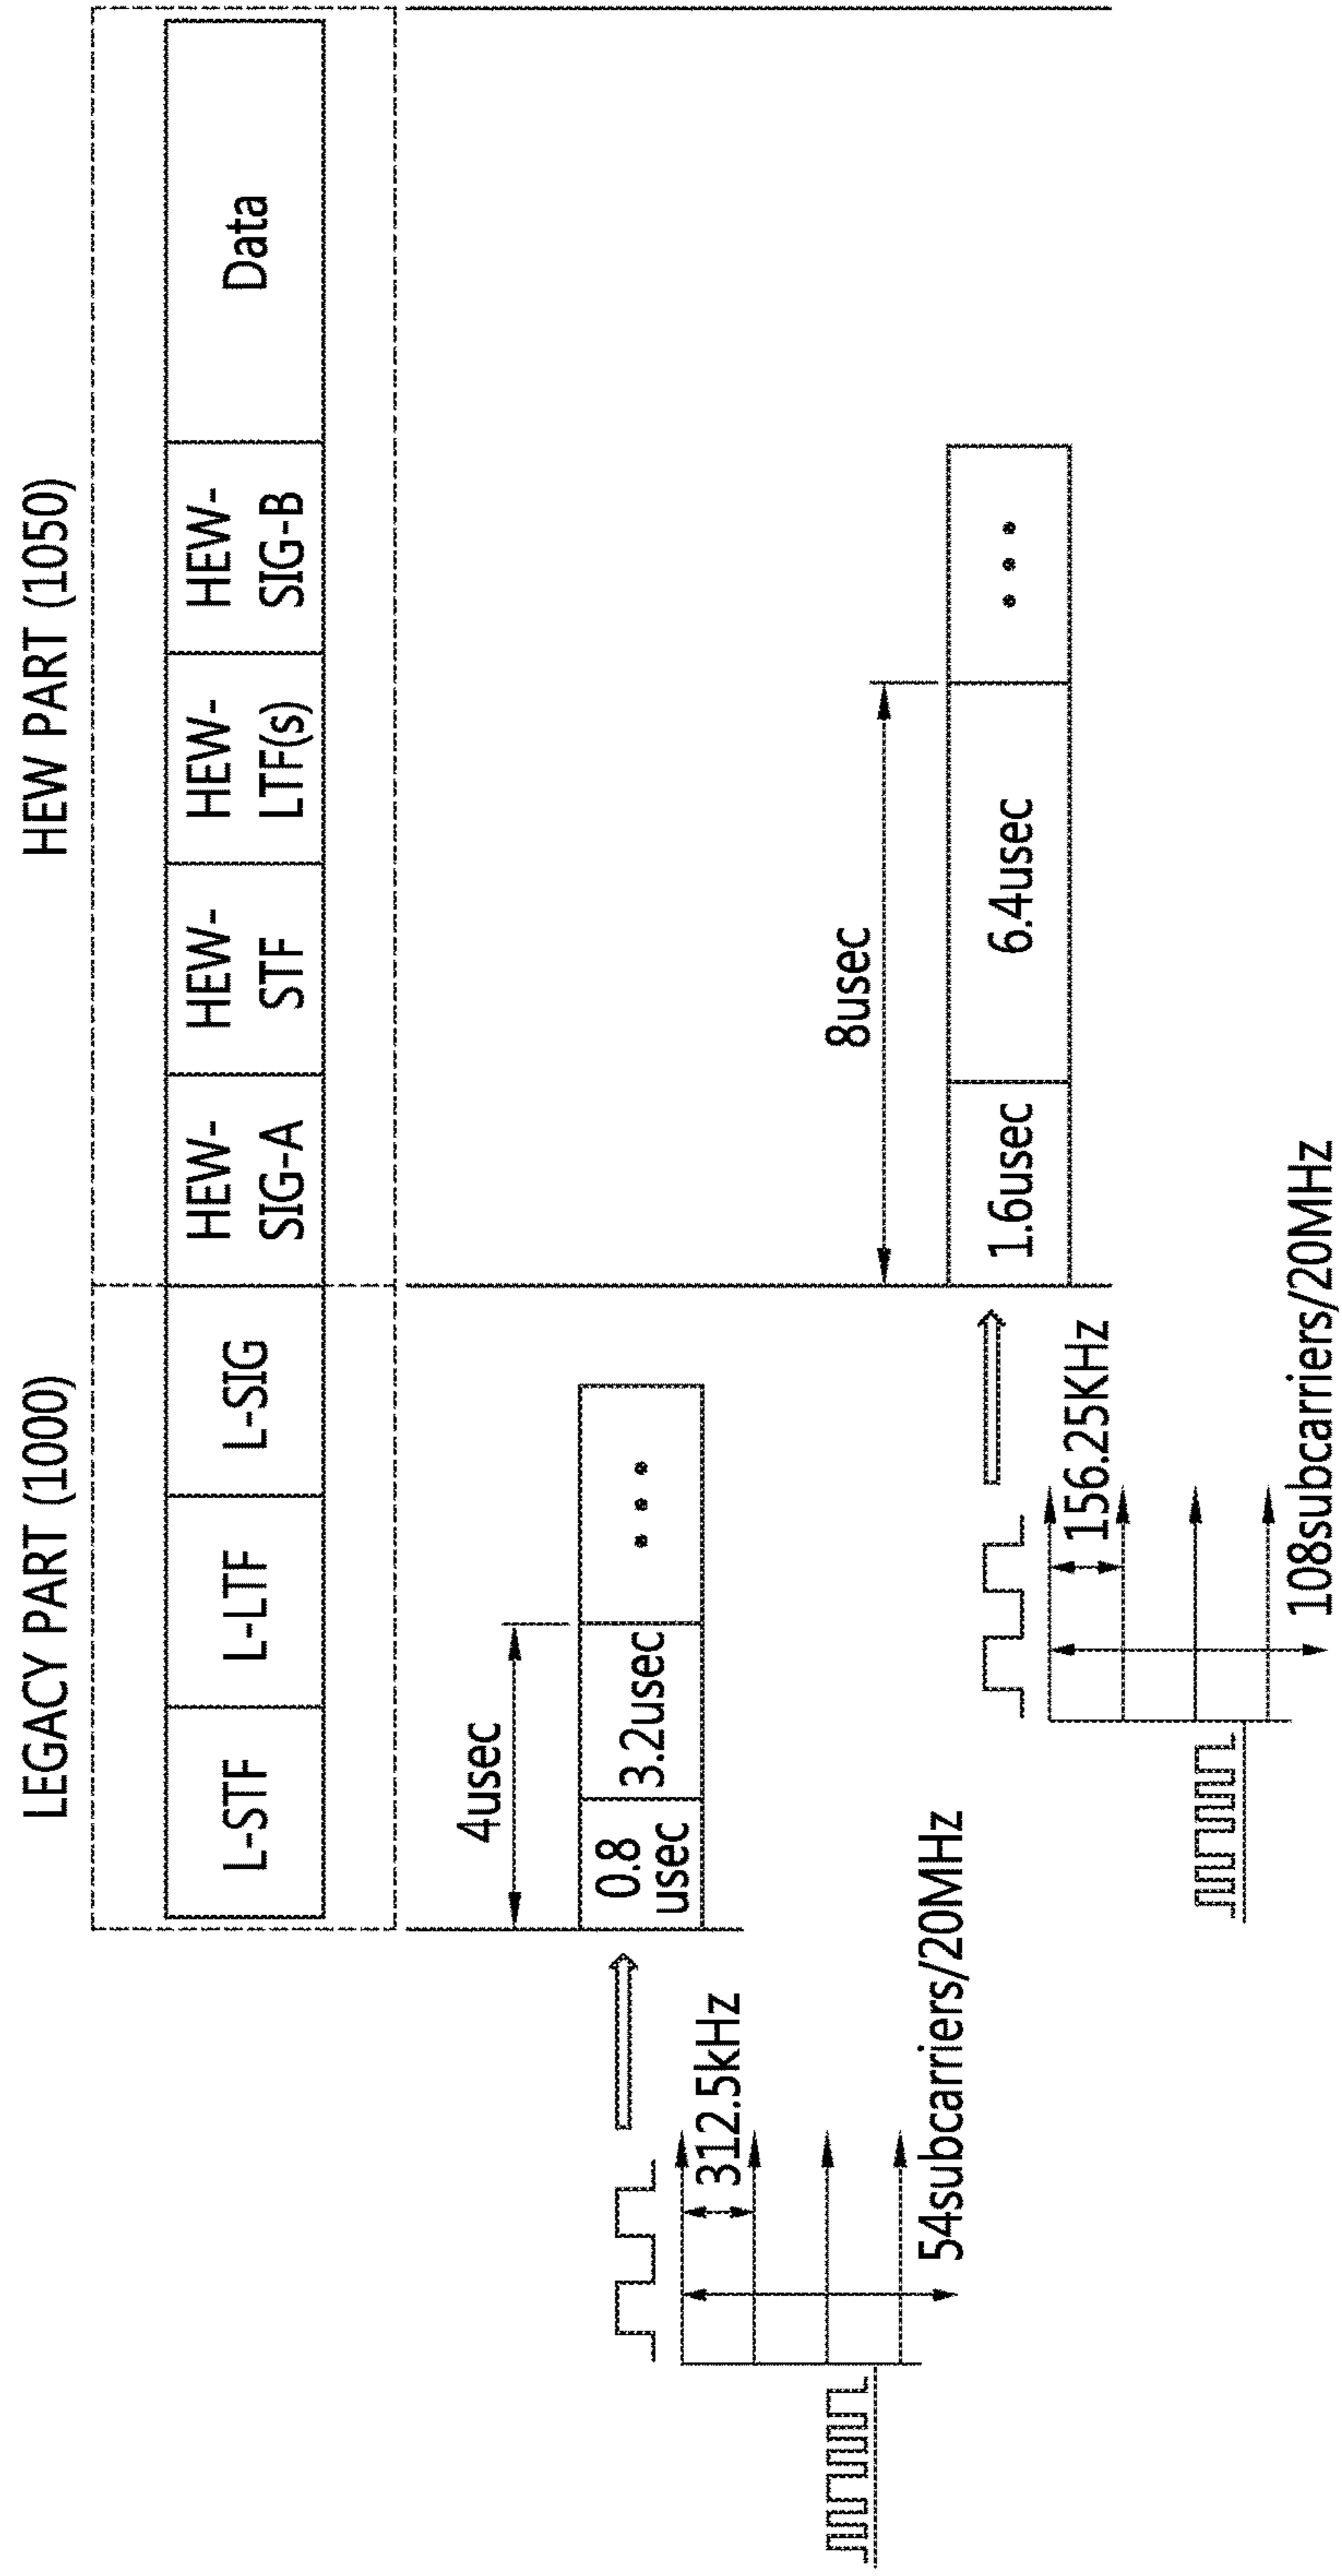 LEGACY PART (1000)
HEW PART (1050)
L-STF
L-LTF
L-SIG
HEW-
SIG-A
HEW-
STF
HEW-
LTF(s)
HEW-
SIG-B
Data
4usec
0.8
usec
3.2usec
312.5kHz
54subcarriers/20MHz
8usec
1.6usec
6.4usec
156.25KHz
108subcarriers/20MHz